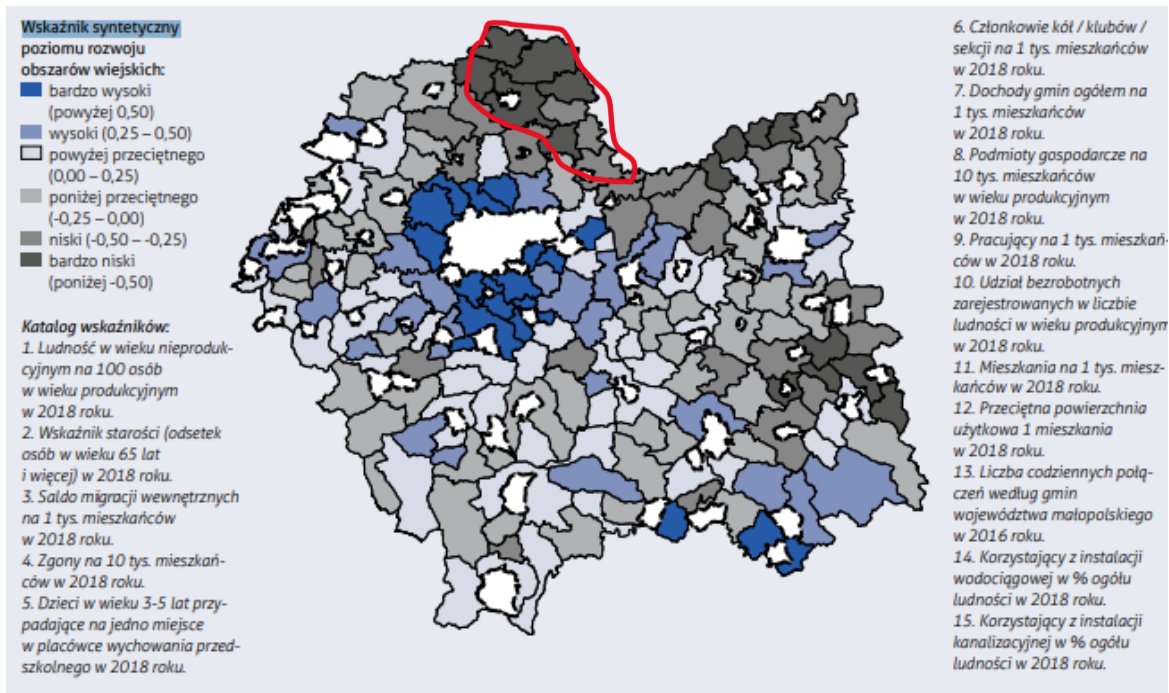 Wskaźnik syntetyczny
poziomu rozwoju
obszarów wiejskich:
bardzo wysoki
(powyżej 0,50)
wysoki (0,25 – 0,50)
powyżej przeciętnego
(0,00 – 0,25)
poniżej przeciętnego
(-0,25 – 0,00)
niski (-0,50 – -0,25)
bardzo niski
(poniżej -0,50)
Katalog wskaźników:
1. Ludność w wieku nieproduk-
cyjnym na 100 osób
w wieku produkcyjnym
w 2018 roku.
2. Wskaźnik starości (odsetek
osób w wieku 65 lat
i więcej) w 2018 roku.
3. Saldo migracji wewnętrznych
na 1 tys. mieszkańców
w 2018 roku.
4. Zgony na 10 tys. mieszkań-
ców w 2018 roku.
5. Dzieci w wieku 3-5 lat przy-
padające na jedno miejsce
w placówce wychowania przed-
szkolnego w 2018 roku.
6. Członkowie kół / klubów /
sekcji na 1 tys. mieszkańców
w 2018 roku.
7. Dochody gmin ogółem na
1 tys. mieszkańców
w 2018 roku.
8. Podmioty gospodarcze na
10 tys. mieszkańców
w wieku produkcyjnym
w 2018 roku.
9. Pracujący na 1 tys. mieszkań-
ców w 2018 roku.
10. Udział bezrobotnych
zarejestrowanych w liczbie
ludności w wieku produkcyjnym
w 2018 roku.
11. Mieszkania na 1 tys. miesz-
kańców w 2018 roku.
12. Przeciętna powierzchnia
użytkowa 1 mieszkania
w 2018 roku.
13. Liczba codziennych połą-
czeń według gmin
województwa małopolskiego
w 2016 roku.
14. Korzystający z instalacji
wodociągowej w % ogółu
ludności w 2018 roku.
15. Korzystający z instalacji
kanalizacyjnej w % ogółu
ludności w 2018 roku.